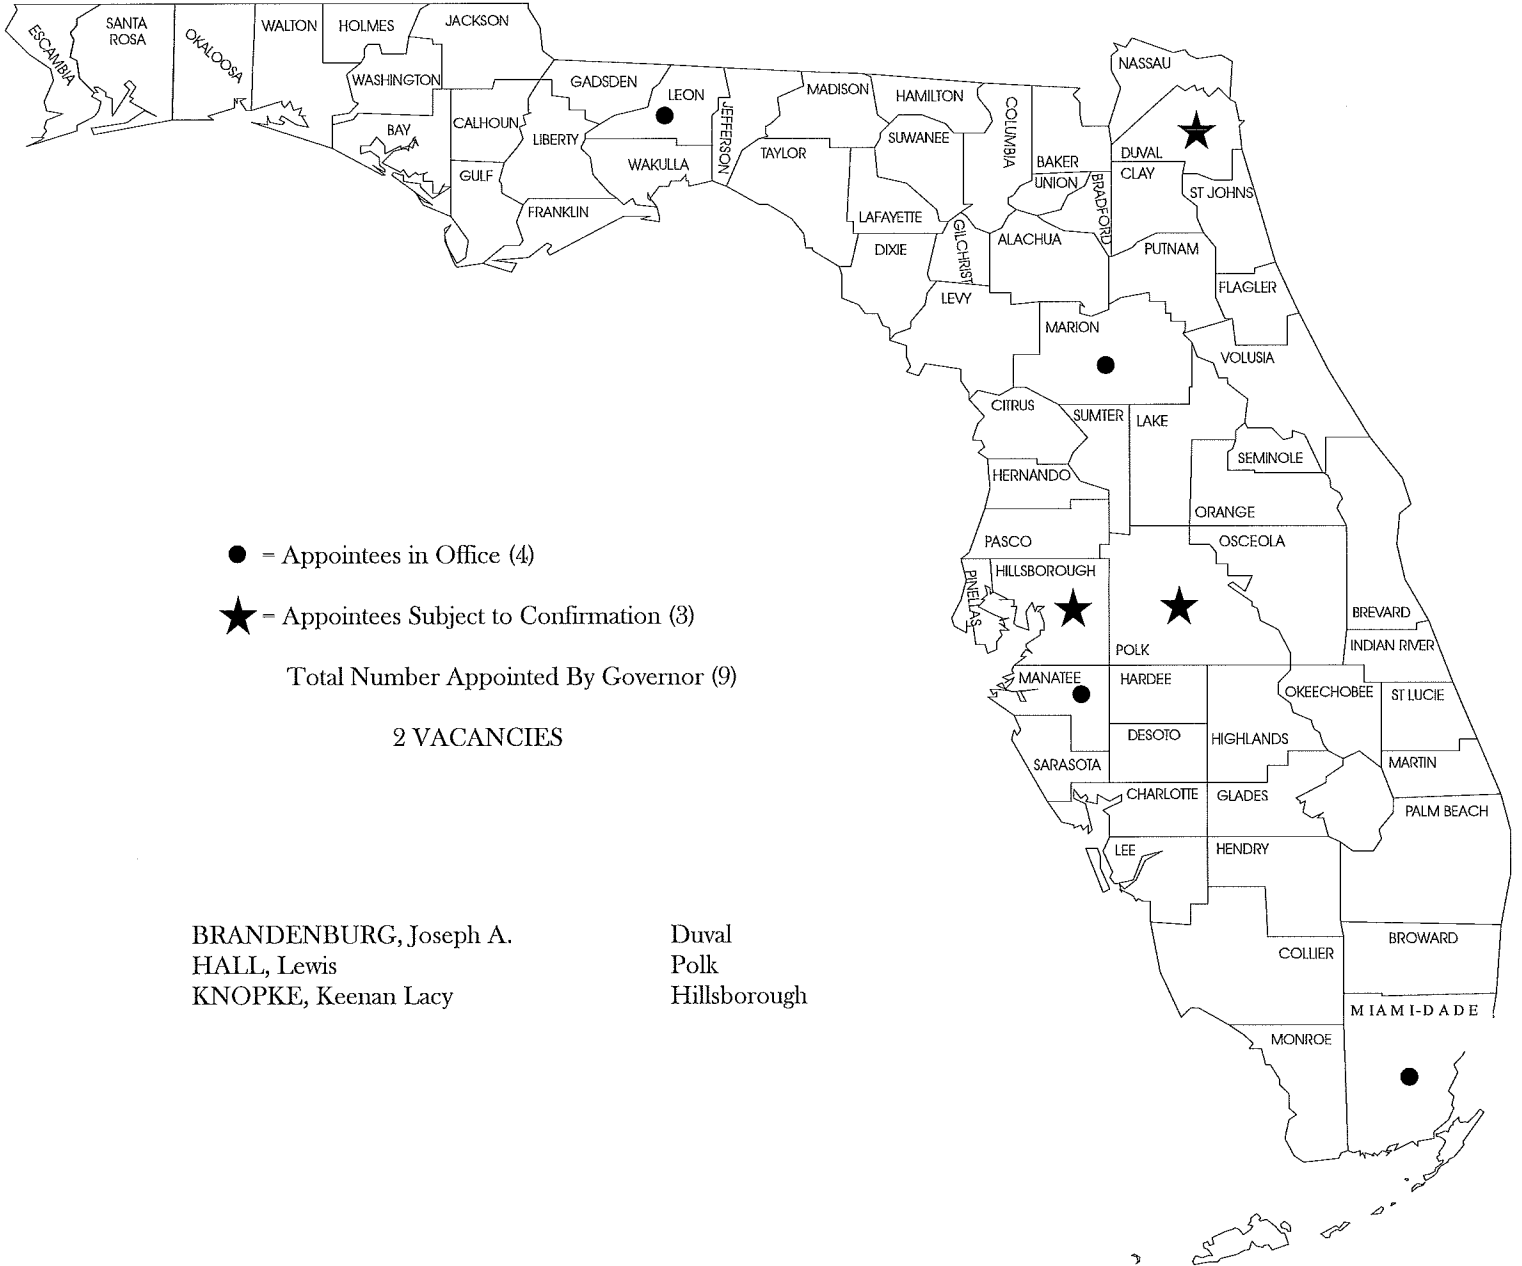 ESCAMBIA
SANTA
ROSA
OKALOOSA
WALTON
HOLMES
JACKSON
WASHINGTON
BAY
CALHOUN
GULF
LIBERTY
GADSDEN
LEON
WAKULLA
FRANKLIN
JEFFERSON
MADISON
TAYLOR
HAMILTON
SUWANEE
LAFAYETTE
DIXIE
COLUMBIA
GILCHRIST
LEVY
BAKER
UNION
BRADFORD
ALACHUA
NASSAU
DUVAL
CLAY
ST JOHNS
PUTNAM
FLAGLER
MARION
VOLUSIA
CITRUS
SUMTER
LAKE
SEMINOLE
HERNANDO
ORANGE
PASCO
OSCEOLA
PINELLAS
HILLSBOROUGH
POLK
BREVARD
INDIAN RIVER
MANATEE
HARDEE
OKEECHOBEE
ST LUCIE
DESOTO
HIGHLANDS
SARASOTA
MARTIN
CHARLOTTE
GLADES
PALM BEACH
LEE
HENDRY
BROWARD
COLLIER
MIAMI-DADE
MONROE
= Appointees in Office (4)
= Appointees Subject to Confirmation (3)
Total Number Appointed By Governor (9)
2 VACANCIES
BRANDENBURG, Joseph A. Duval
HALL, Lewis Polk
KNOPKE, Keenan Lacy Hillsborough